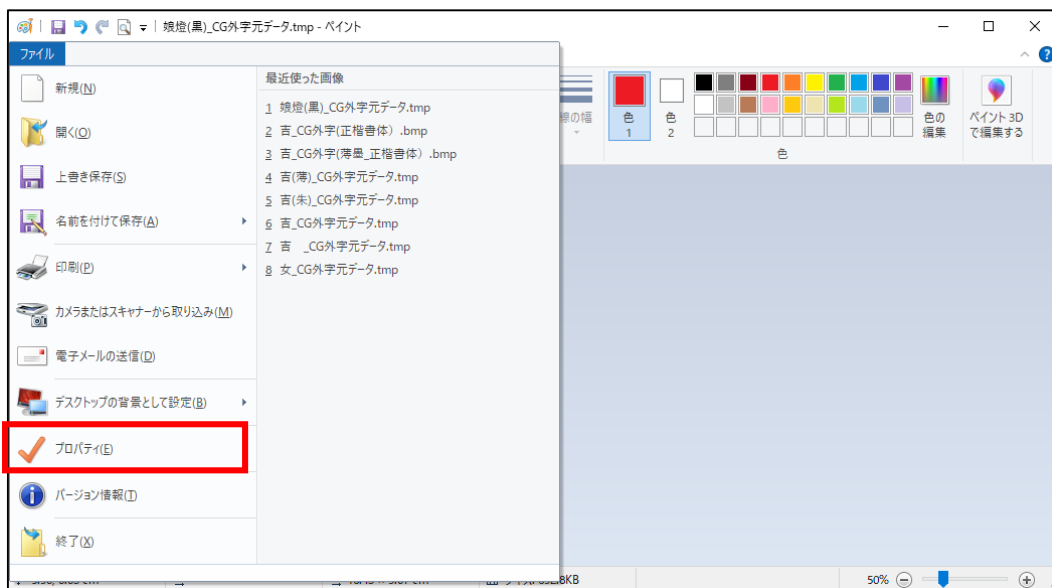 娘燈(黒)_CG外字元データ.tmp - ペイント
ファイル
新規(N)
開く(O)
上書き保存(S)
名前を付けて保存(A)
印刷(P)
カメラまたはスキャナーから取り込み(M)
電子メールの送信(D)
デスクトップの背景として設定(B)
プロパティ(E)
バージョン情報(T)
終了(X)
最近使った画像
1 娘燈(黒)_CG外字元データ.tmp
2 吉_CG外字(正楷書体）.bmp
3 吉_CG外字(薄墨_正楷書体）.bmp
4 吉(薄)_CG外字元データ.tmp
5 吉(朱)_CG外字元データ.tmp
6 吉_CG外字元データ.tmp
7 吉　_CG外字元データ.tmp
8 女_CG外字元データ.tmp
線の幅
色
1
色
2
色の
編集
ペイント 3D
で編集する
色
8KB
50%